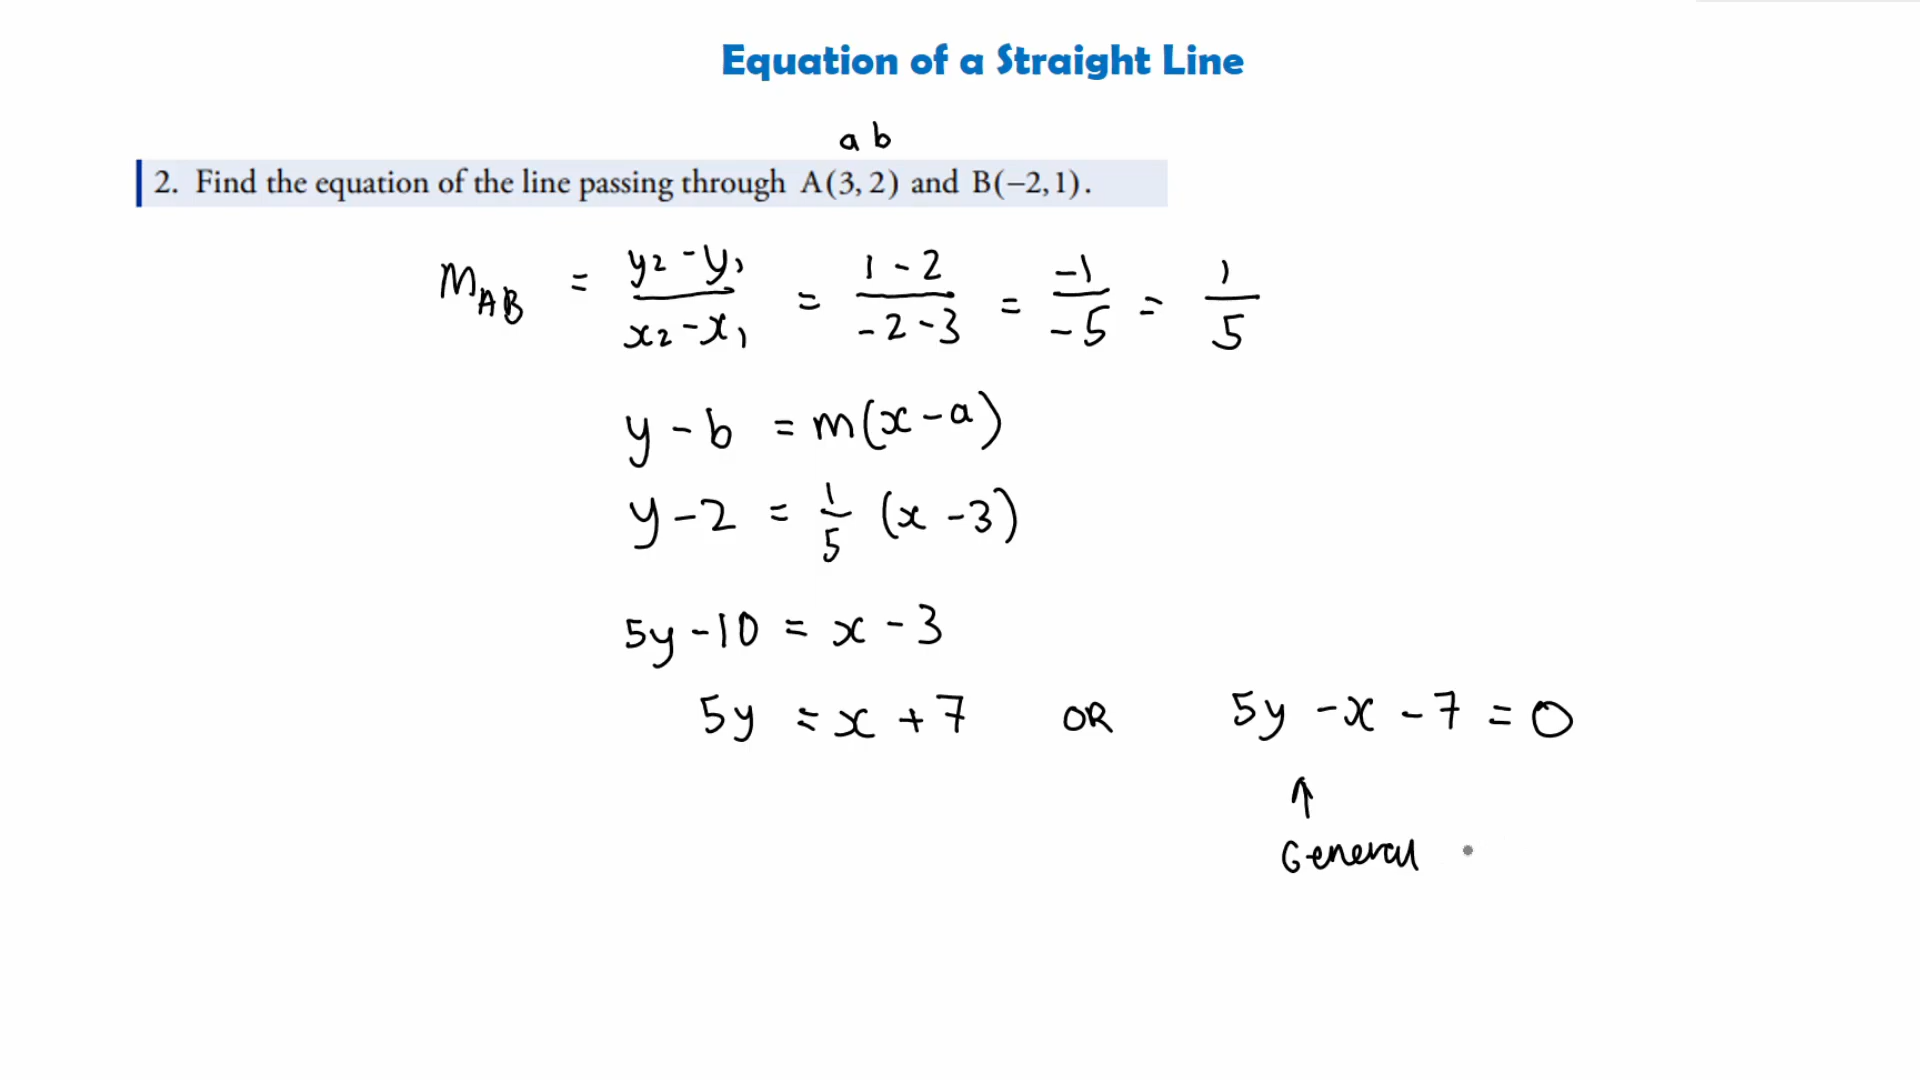 Equation of a Straight Line
a b
2. Find the equation of the line passing through A(3, 2) and B(−2, 1).
m_AB = (y₂ - y₁)/(x₂ - x₁) = (1 - 2)/(-2 - 3) = -1/-5 = 1/5
y - b = m(x - a)
y - 2 = 1/5 (x - 3)
5y - 10 = x - 3
5y = x + 7 OR 5y - x - 7 = 0
↑
General